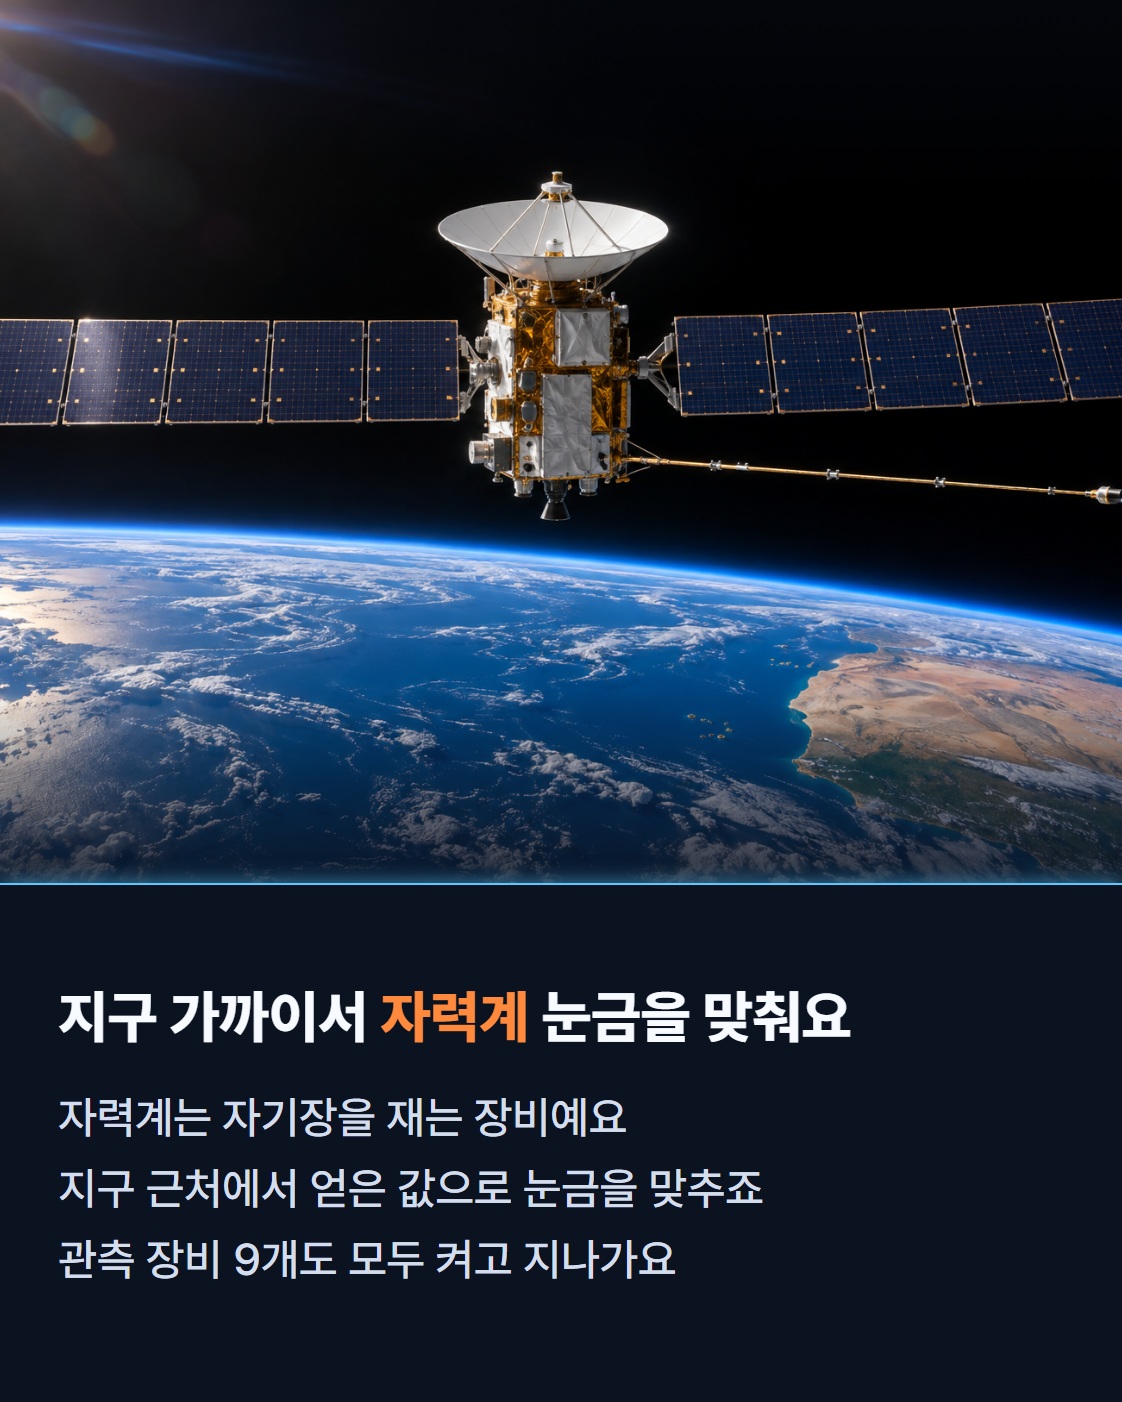 지구 가까이서 자력계 눈금을 맞춰요
자력계는 자기장을 재는 장비예요
지구 근처에서 얻은 값으로 눈금을 맞추죠
관측 장비 9개도 모두 켜고 지나가요